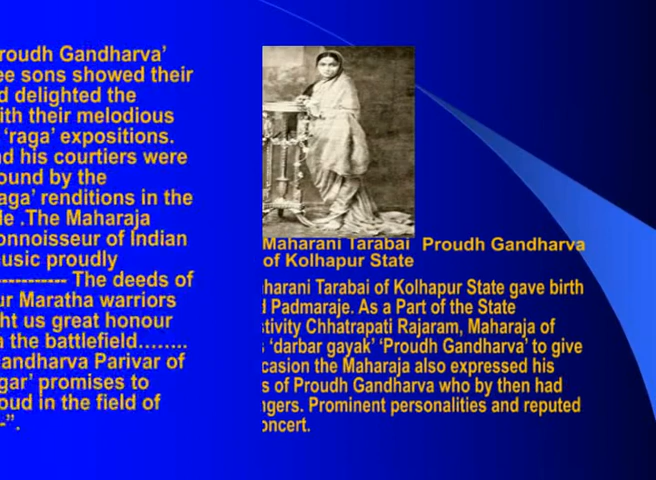 roudh Gandharva’
ee sons showed their
d delighted the
ith their melodious
‘raga’ expositions.
nd his courtiers were
ound by the
aga’ renditions in the
le .The Maharaja
onnoisseur of Indian
usic proudly
----------- The deeds of
ur Maratha warriors
ht us great honour
n the battlefield……..
andharva Parivar of
gar’ promises to
oud in the field of
-”.
Maharani Tarabai Proudh Gandharva
of Kolhapur State
harani Tarabai of Kolhapur State gave birth
d Padmaraje. As a Part of the State
stivity Chhatrapati Rajaram, Maharaja of
s ‘darbar gayak’ ‘Proudh Gandharva’ to give
casion the Maharaja also expressed his
s of Proudh Gandharva who by then had
ngers. Prominent personalities and reputed
oncert.